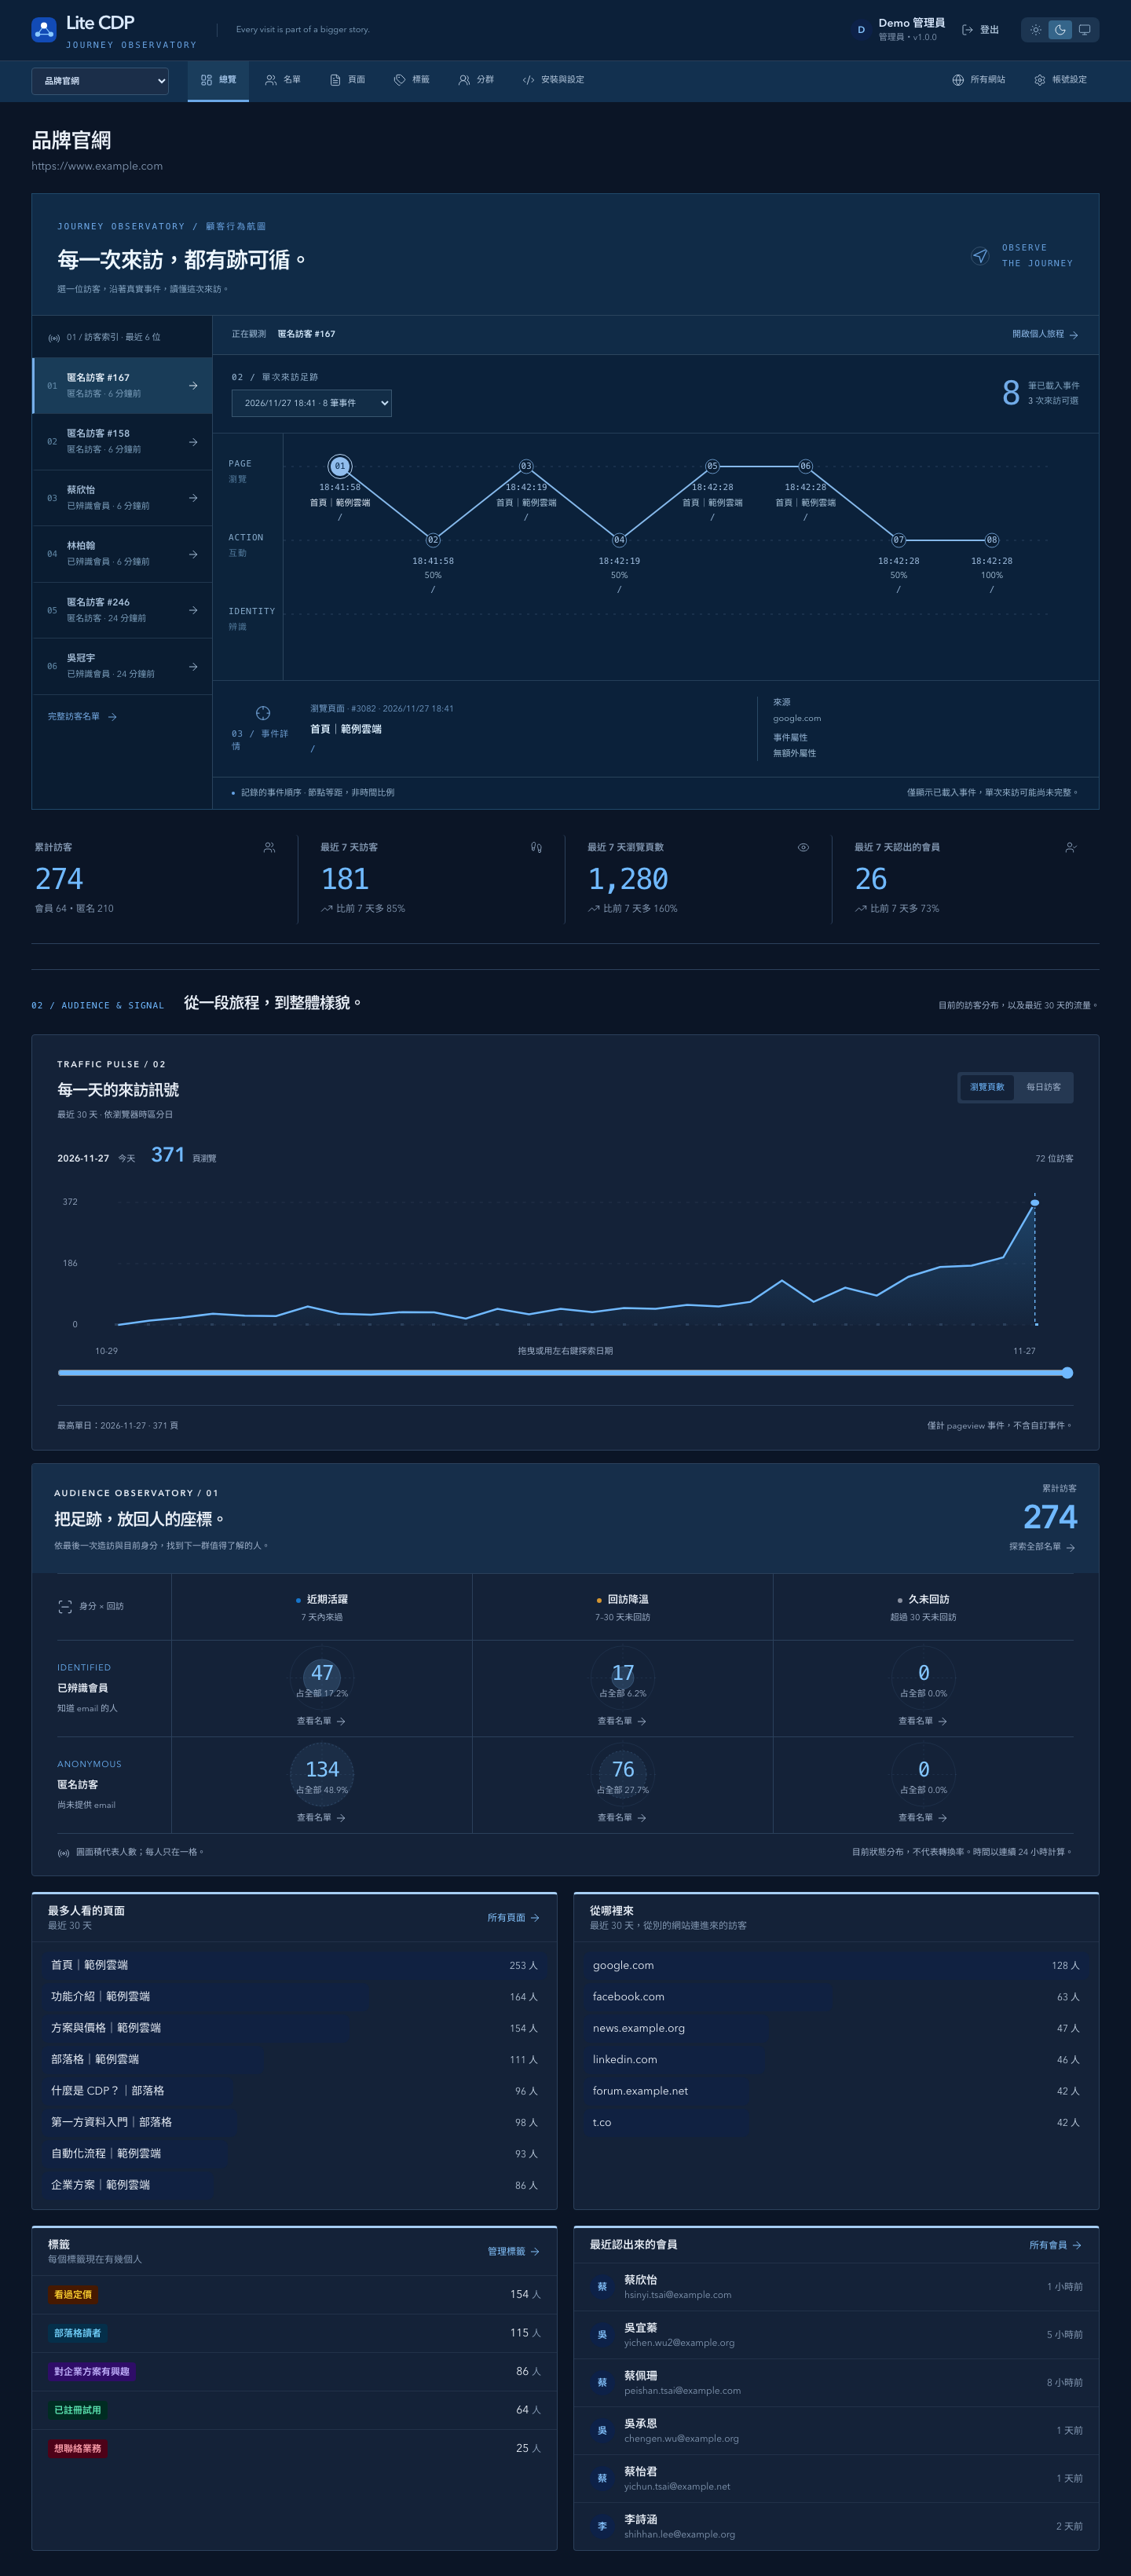 Lite CDP
JOURNEY OBSERVATORY
Every visit is part of a bigger story.
D
Demo 管理員
管理員・v1.0.0
登出
品牌官網
總覽
名單
頁面
標籤
分群
安裝與設定
所有網站
帳號設定
品牌官網
https://www.example.com
JOURNEY OBSERVATORY / 顧客行為航圖
每一次來訪，都有跡可循。
選一位訪客，沿著真實事件，讀懂這次來訪。
OBSERVE
THE JOURNEY
01 / 訪客索引 · 最近 6 位
01
匿名訪客 #167
匿名訪客 · 6 分鐘前
02
匿名訪客 #158
匿名訪客 · 6 分鐘前
03
蔡欣怡
已辨識會員 · 6 分鐘前
04
林柏翰
已辨識會員 · 6 分鐘前
05
匿名訪客 #246
匿名訪客 · 24 分鐘前
06
吳冠宇
已辨識會員 · 24 分鐘前
完整訪客名單
正在觀測 匿名訪客 #167
開啟個人旅程
02 / 單次來訪足跡
2026/11/27 18:41 · 8 筆事件
8
筆已載入事件
3 次來訪可選
PAGE
瀏覽
ACTION
互動
IDENTITY
辨識
01
18:41:58
首頁｜範例雲端
/
02
18:41:58
50%
/
03
18:42:19
首頁｜範例雲端
/
04
18:42:19
50%
/
05
18:42:28
首頁｜範例雲端
/
06
18:42:28
首頁｜範例雲端
/
07
18:42:28
50%
/
08
18:42:28
100%
/
03 / 事件詳情
瀏覽頁面 · #3082 · 2026/11/27 18:41
首頁｜範例雲端
/
來源
google.com
事件屬性
無額外屬性
記錄的事件順序 · 節點等距，非時間比例
僅顯示已載入事件，單次來訪可能尚未完整。
累計訪客
274
會員 64・匿名 210
最近 7 天訪客
181
比前 7 天多 85%
最近 7 天瀏覽頁數
1,280
比前 7 天多 160%
最近 7 天認出的會員
26
比前 7 天多 73%
02 / AUDIENCE & SIGNAL
從一段旅程，到整體樣貌。
目前的訪客分布，以及最近 30 天的流量。
TRAFFIC PULSE / 02
每一天的來訪訊號
最近 30 天 · 依瀏覽器時區分日
瀏覽頁數
每日訪客
2026-11-27 今天 371 頁瀏覽
72 位訪客
372
186
0
10-29
拖曳或用左右鍵探索日期
11-27
最高單日：2026-11-27 · 371 頁
僅計 pageview 事件，不含自訂事件。
AUDIENCE OBSERVATORY / 01
把足跡，放回人的座標。
依最後一次造訪與目前身分，找到下一群值得了解的人。
累計訪客
274
探索全部名單
身分 × 回訪
近期活躍
7 天內來過
回訪降溫
7-30 天未回訪
久未回訪
超過 30 天未回訪
IDENTIFIED
已辨識會員
知道 email 的人
47
占全部 17.2%
查看名單
17
占全部 6.2%
查看名單
0
占全部 0.0%
查看名單
ANONYMOUS
匿名訪客
尚未提供 email
134
占全部 48.9%
查看名單
76
占全部 27.7%
查看名單
0
占全部 0.0%
查看名單
圓面積代表人數；每人只在一格。
目前狀態分布，不代表轉換率。時間以連續 24 小時計算。
最多人看的頁面
最近 30 天
所有頁面
首頁｜範例雲端 253 人
功能介紹｜範例雲端 164 人
方案與價格｜範例雲端 154 人
部落格｜範例雲端 111 人
什麼是 CDP？｜部落格 96 人
第一方資料入門｜部落格 98 人
自動化流程｜範例雲端 93 人
企業方案｜範例雲端 86 人
從哪裡來
最近 30 天，從別的網站連進來的訪客
google.com 128 人
facebook.com 63 人
news.example.org 47 人
linkedin.com 46 人
forum.example.net 42 人
t.co 42 人
標籤
每個標籤現在有幾個人
管理標籤
看過定價 154 人
部落格讀者 115 人
對企業方案有興趣 86 人
已註冊試用 64 人
想聯絡業務 25 人
最近認出來的會員
所有會員
蔡
蔡欣怡
hsinyi.tsai@example.com
1 小時前
吳
吳宜蓁
yichen.wu2@example.org
5 小時前
蔡
蔡佩珊
peishan.tsai@example.com
8 小時前
吳
吳承恩
chengen.wu@example.org
1 天前
蔡
蔡怡君
yichun.tsai@example.net
1 天前
李
李詩涵
shihhan.lee@example.org
2 天前